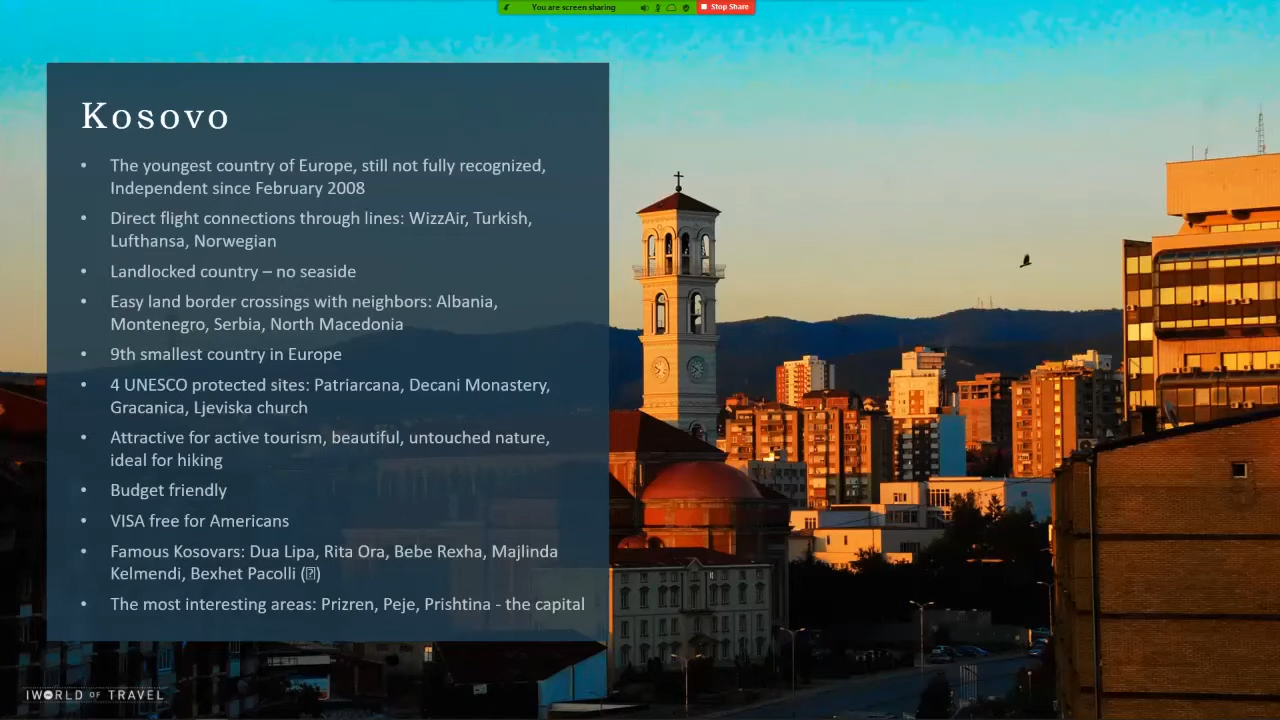 You are screen sharing
Stop Share
Kosovo
• The youngest country of Europe, still not fully recognized,
Independent since February 2008
• Direct flight connections through lines: WizzAir, Turkish,
Lufthansa, Norwegian
• Landlocked country – no seaside
• Easy land border crossings with neighbors: Albania,
Montenegro, Serbia, North Macedonia
• 9th smallest country in Europe
• 4 UNESCO protected sites: Patriarcana, Decani Monastery,
Gracanica, Ljeviska church
• Attractive for active tourism, beautiful, untouched nature,
ideal for hiking
• Budget friendly
• VISA free for Americans
• Famous Kosovars: Dua Lipa, Rita Ora, Bebe Rexha, Majlinda
Kelmendi, Bexhet Pacolli (⍰)
• The most interesting areas: Prizren, Peje, Prishtina - the capital
IWORLD OF TRAVEL